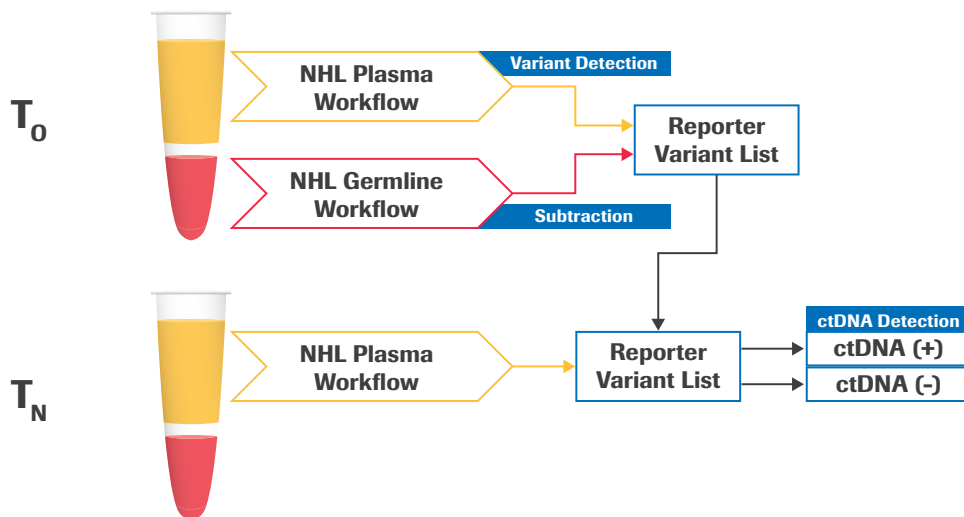 T0
NHL Plasma
Workflow
Variant Detection
Reporter
Variant List
NHL Germline
Workflow
Subtraction
TN
NHL Plasma
Workflow
Reporter
Variant List
ctDNA Detection
ctDNA (+)
ctDNA (–)